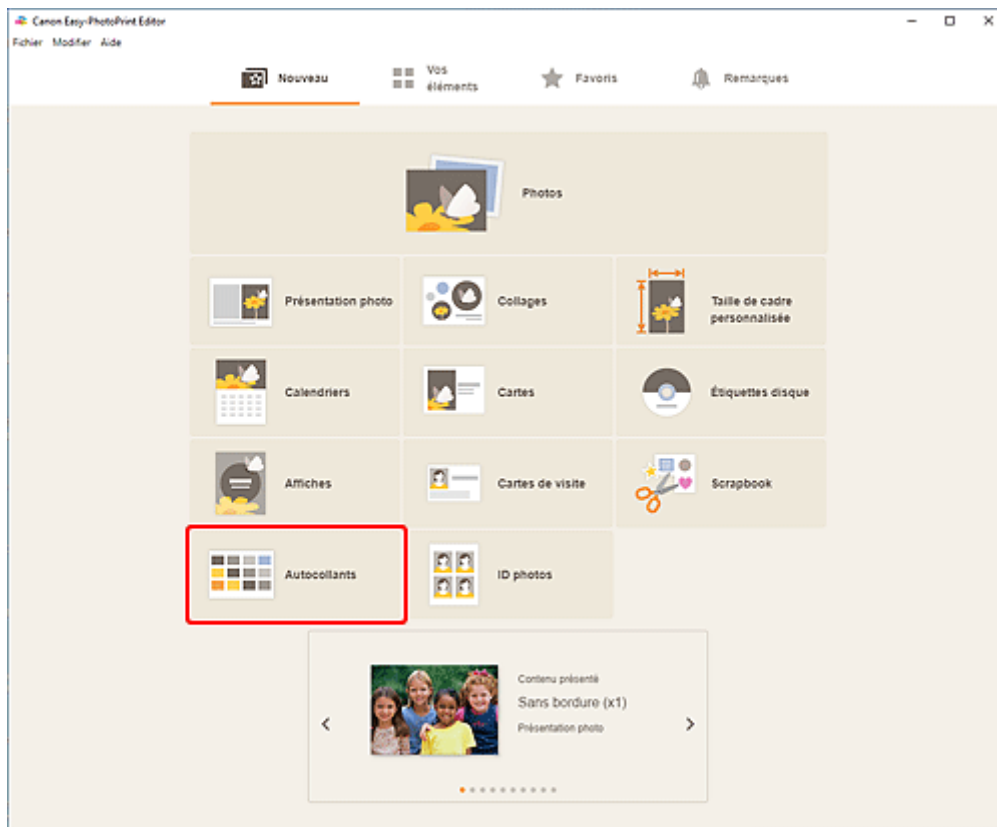 Canon Easy-PhotoPrint Editor
Fichier Modifier Aide
Nouveau
Vos
éléments
Favoris
Remarques
Photos
Présentation photo
Collages
Taille de cadre
personnalisée
Calendriers
Cartes
Étiquettes disque
Affiches
Cartes de visite
Scrapbook
Autocollants
ID photos
Contenu présenté
Sans bordure (x1)
Présentation photo